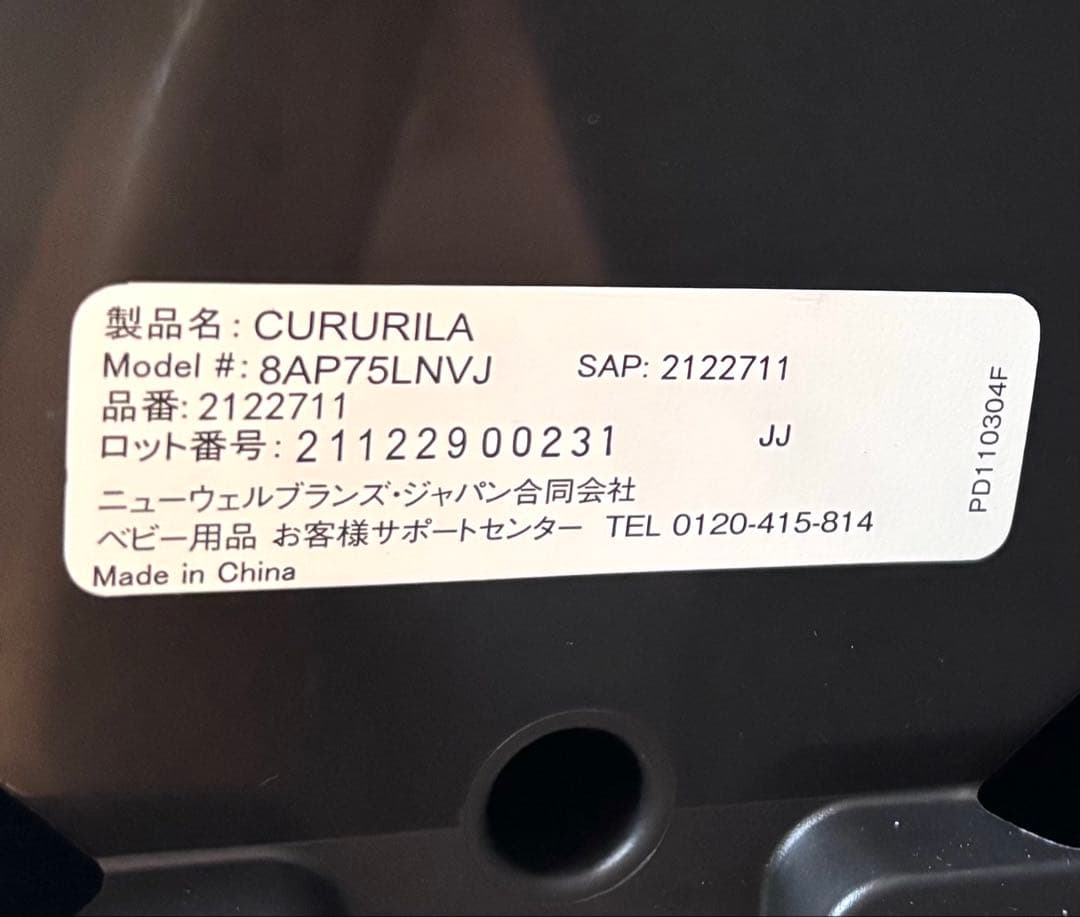 製品名: CURURILA
Model #: 8AP75LNVJ SAP: 2122711
品番: 2122711
ロット番号: 21122900231 JJ
ニューウェルブランズ・ジャパン合同会社
ベビー用品 お客様サポートセンター TEL 0120-415-814
Made in China
PD110304F